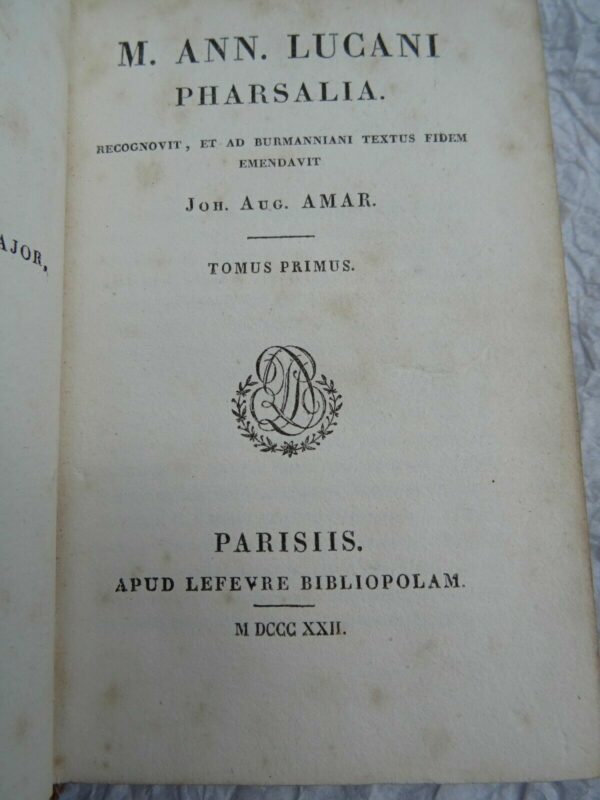 M. ANN. LUCANI
PHARSALIA.
RECOGNOVIT, ET AD BURMANNIANI TEXTUS FIDEM
EMENDAVIT
JOH. AUG. AMAR.
TOMUS PRIMUS.
AJOR,
PARISIIS.
APUD LEFEVRE BIBLIOPOLAM.
M DCCC XXII.